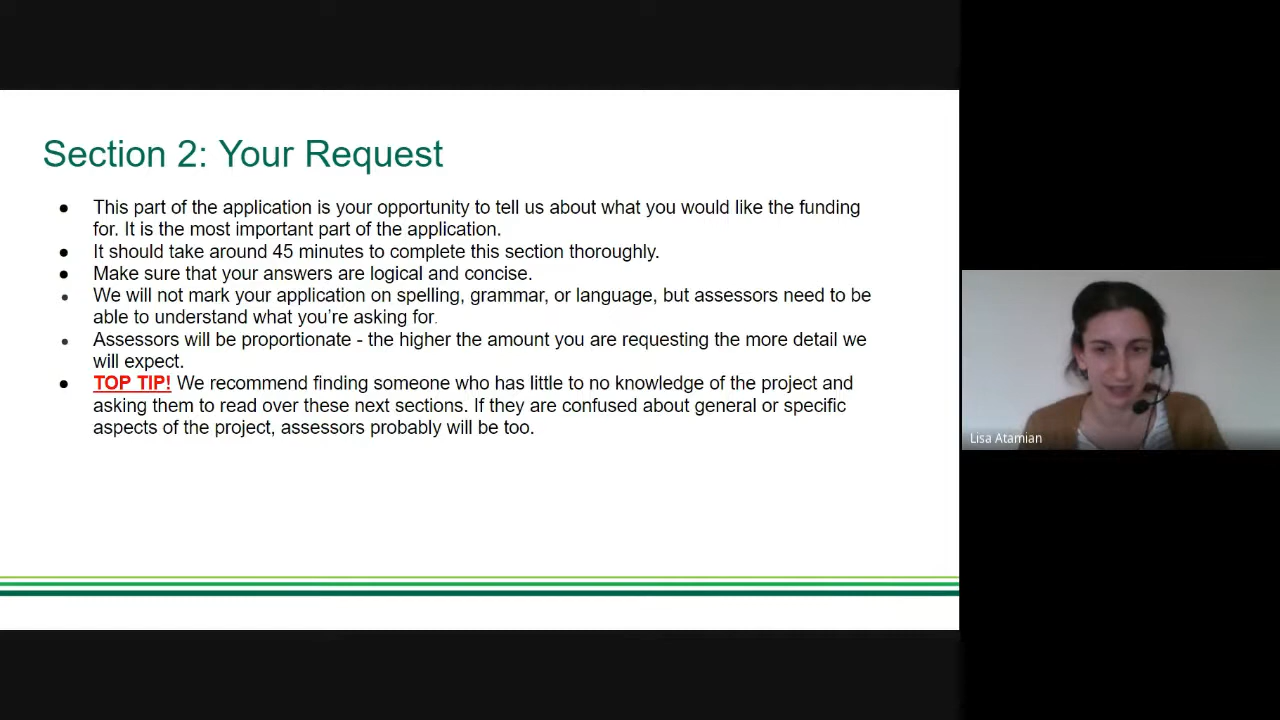 Section 2: Your Request
● This part of the application is your opportunity to tell us about what you would like the funding
for. It is the most important part of the application.
● It should take around 45 minutes to complete this section thoroughly.
● Make sure that your answers are logical and concise.
● We will not mark your application on spelling, grammar, or language, but assessors need to be
able to understand what you’re asking for.
● Assessors will be proportionate - the higher the amount you are requesting the more detail we
will expect.
● TOP TIP! We recommend finding someone who has little to no knowledge of the project and
asking them to read over these next sections. If they are confused about general or specific
aspects of the project, assessors probably will be too.
Lisa Atamian